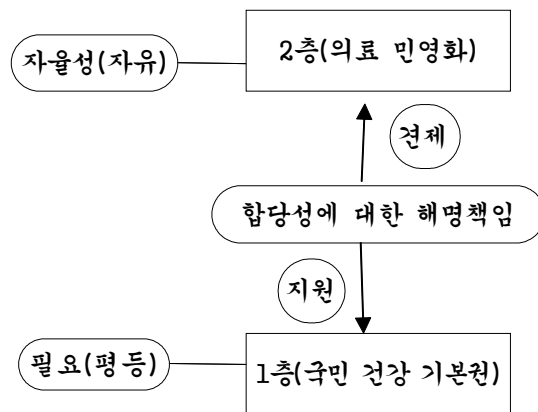 2층(의료 민영화)
자율성(자유)
견제
합당성에 대한 해명책임
지원
필요(평등)
1층(국민 건강 기본권)